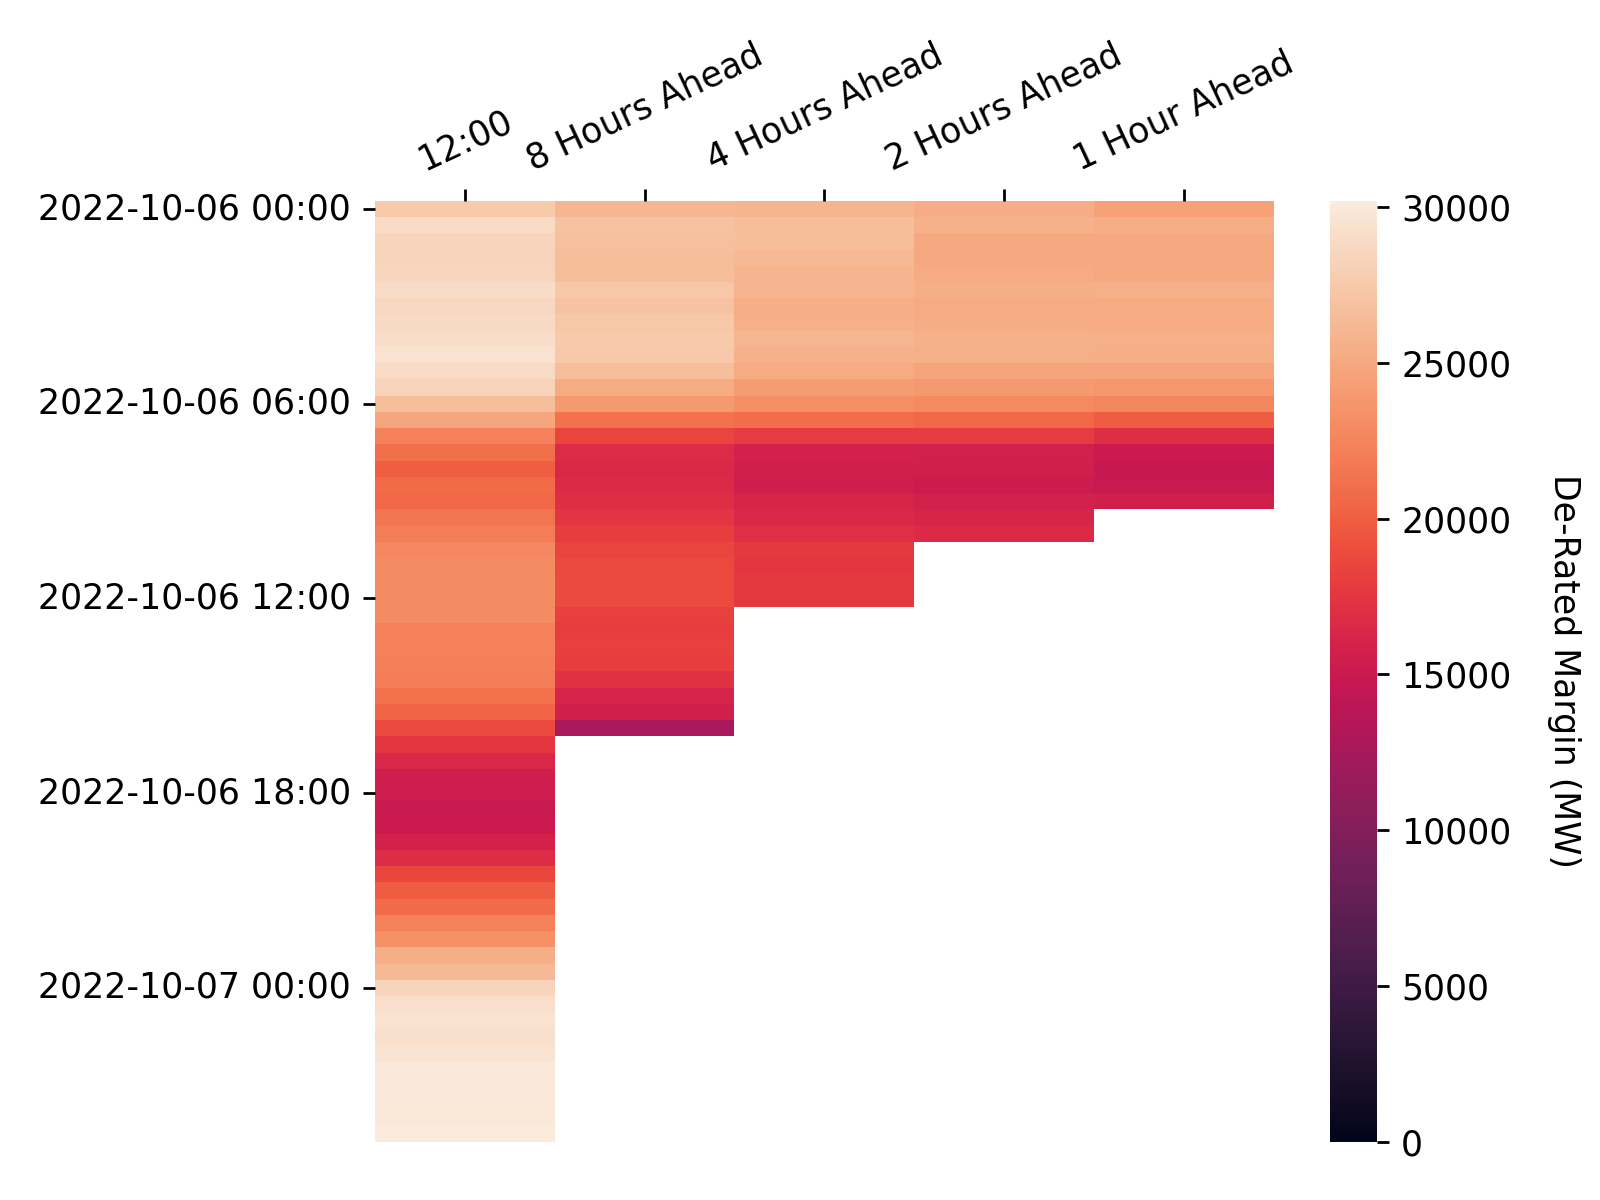 12:00
8 Hours Ahead
4 Hours Ahead
2 Hours Ahead
1 Hour Ahead
2022-10-06 00:00
2022-10-06 06:00
2022-10-06 12:00
2022-10-06 18:00
2022-10-07 00:00
30000
25000
20000
15000
10000
5000
0
De-Rated Margin (MW)